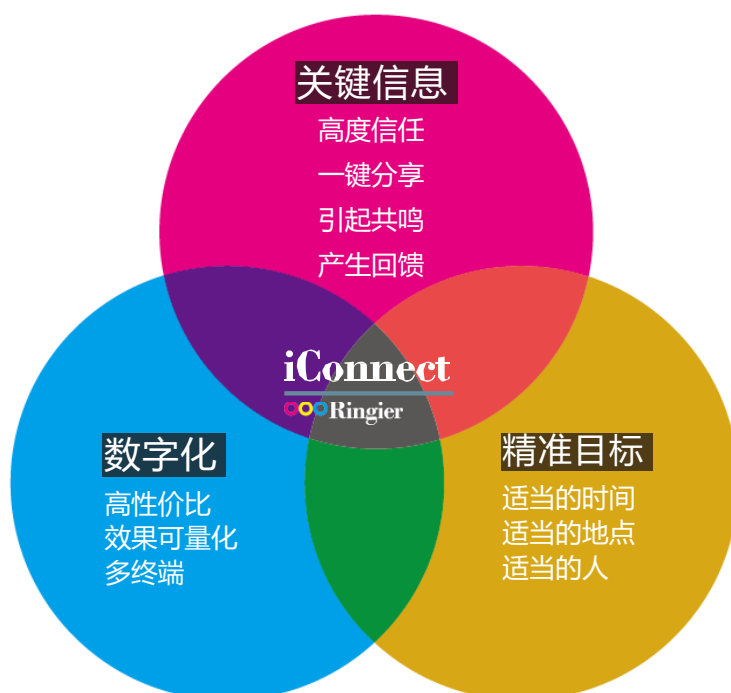 关键信息
高度信任
一键分享
引起共鸣
产生回馈
iConnect
Ringier
数字化
高性价比
效果可量化
多终端
精准目标
适当的时间
适当的地点
适当的人